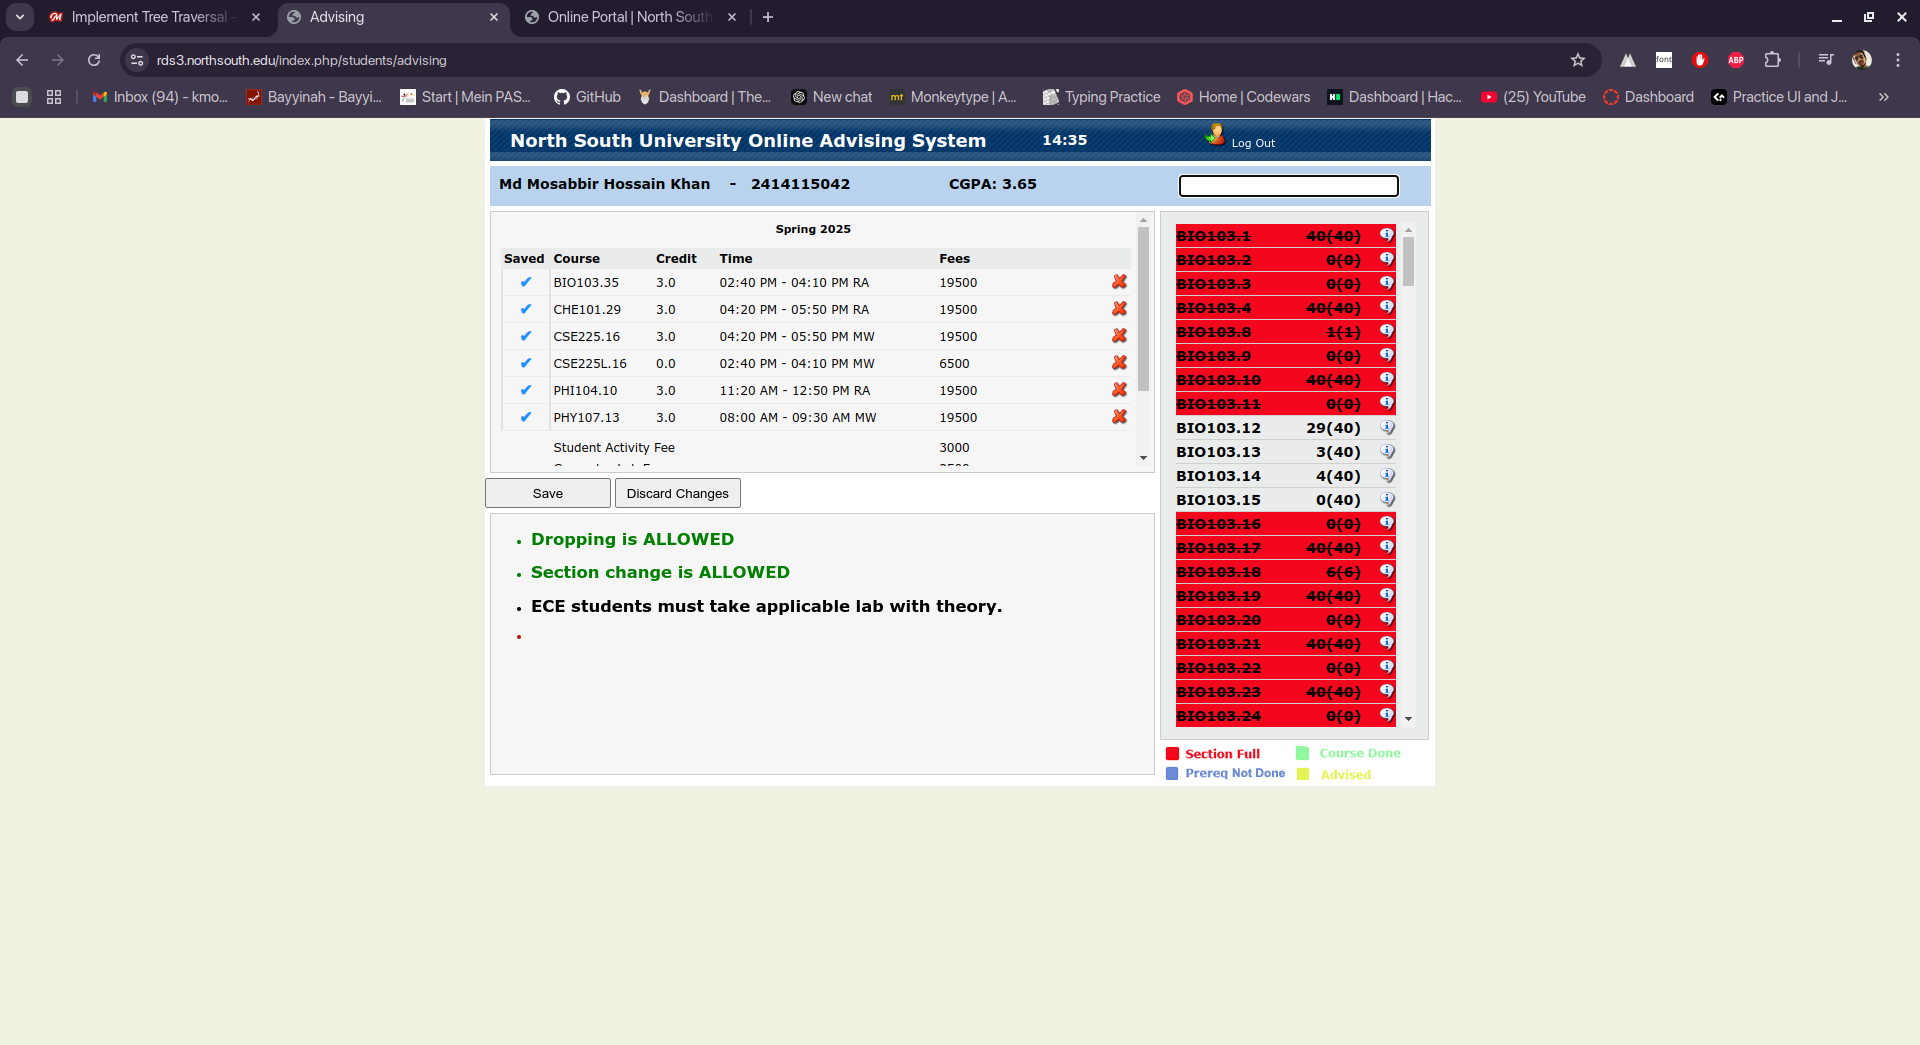 Implement Tree Traversal -
Advising
Online Portal | North South
rds3.northsouth.edu/index.php/students/advising
font
ABP
Inbox (94) - kmo...
Bayyinah - Bayyi...
Start | Mein PAS...
GitHub
Dashboard | The...
New chat
mt Monkeytype | A...
Typing Practice
Home | Codewars
Dashboard | Hac...
(25) YouTube
Dashboard
Practice UI and J...
North South University Online Advising System 14:35 Log Out
Md Mosabbir Hossain Khan - 2414115042 CGPA: 3.65
Spring 2025
Saved Course Credit Time Fees
BIO103.35 3.0 02:40 PM - 04:10 PM RA 19500
CHE101.29 3.0 04:20 PM - 05:50 PM RA 19500
CSE225.16 3.0 04:20 PM - 05:50 PM MW 19500
CSE225L.16 0.0 02:40 PM - 04:10 PM MW 6500
PHI104.10 3.0 11:20 AM - 12:50 PM RA 19500
PHY107.13 3.0 08:00 AM - 09:30 AM MW 19500
Student Activity Fee 3000
Save
Discard Changes
Dropping is ALLOWED
Section change is ALLOWED
ECE students must take applicable lab with theory.
BIO103.1 40(40)
BIO103.2 0(0)
BIO103.3 0(0)
BIO103.4 40(40)
BIO103.8 1(1)
BIO103.9 0(0)
BIO103.10 40(40)
BIO103.11 0(0)
BIO103.12 29(40)
BIO103.13 3(40)
BIO103.14 4(40)
BIO103.15 0(40)
BIO103.16 0(0)
BIO103.17 40(40)
BIO103.18 6(6)
BIO103.19 40(40)
BIO103.20 0(0)
BIO103.21 40(40)
BIO103.22 0(0)
BIO103.23 40(40)
BIO103.24 0(0)
Section Full
Course Done
Prereq Not Done
Advised